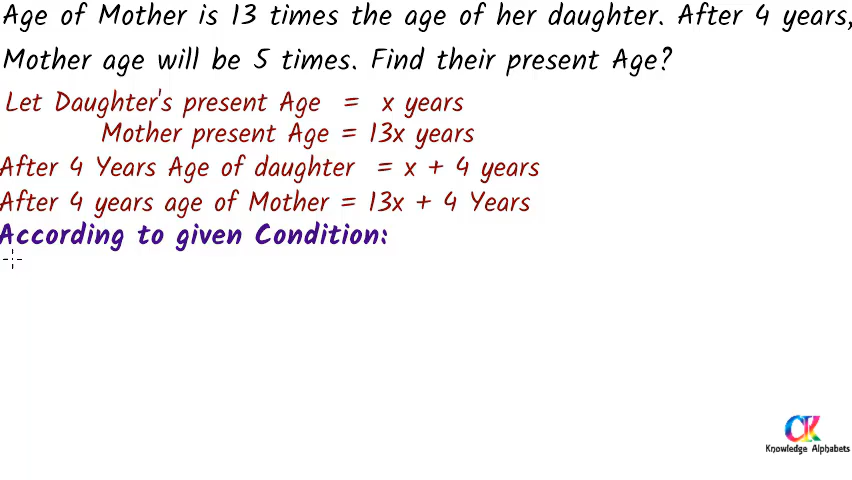 Age of Mother is 13 times the age of her daughter. After 4 years,
Mother age will be 5 times. Find their present Age?
Let Daughter's present Age = x years
Mother present Age = 13x years
After 4 Years Age of daughter = x + 4 years
After 4 years age of Mother = 13x + 4 Years
According to given Condition:
CK
Knowledge Alphabets